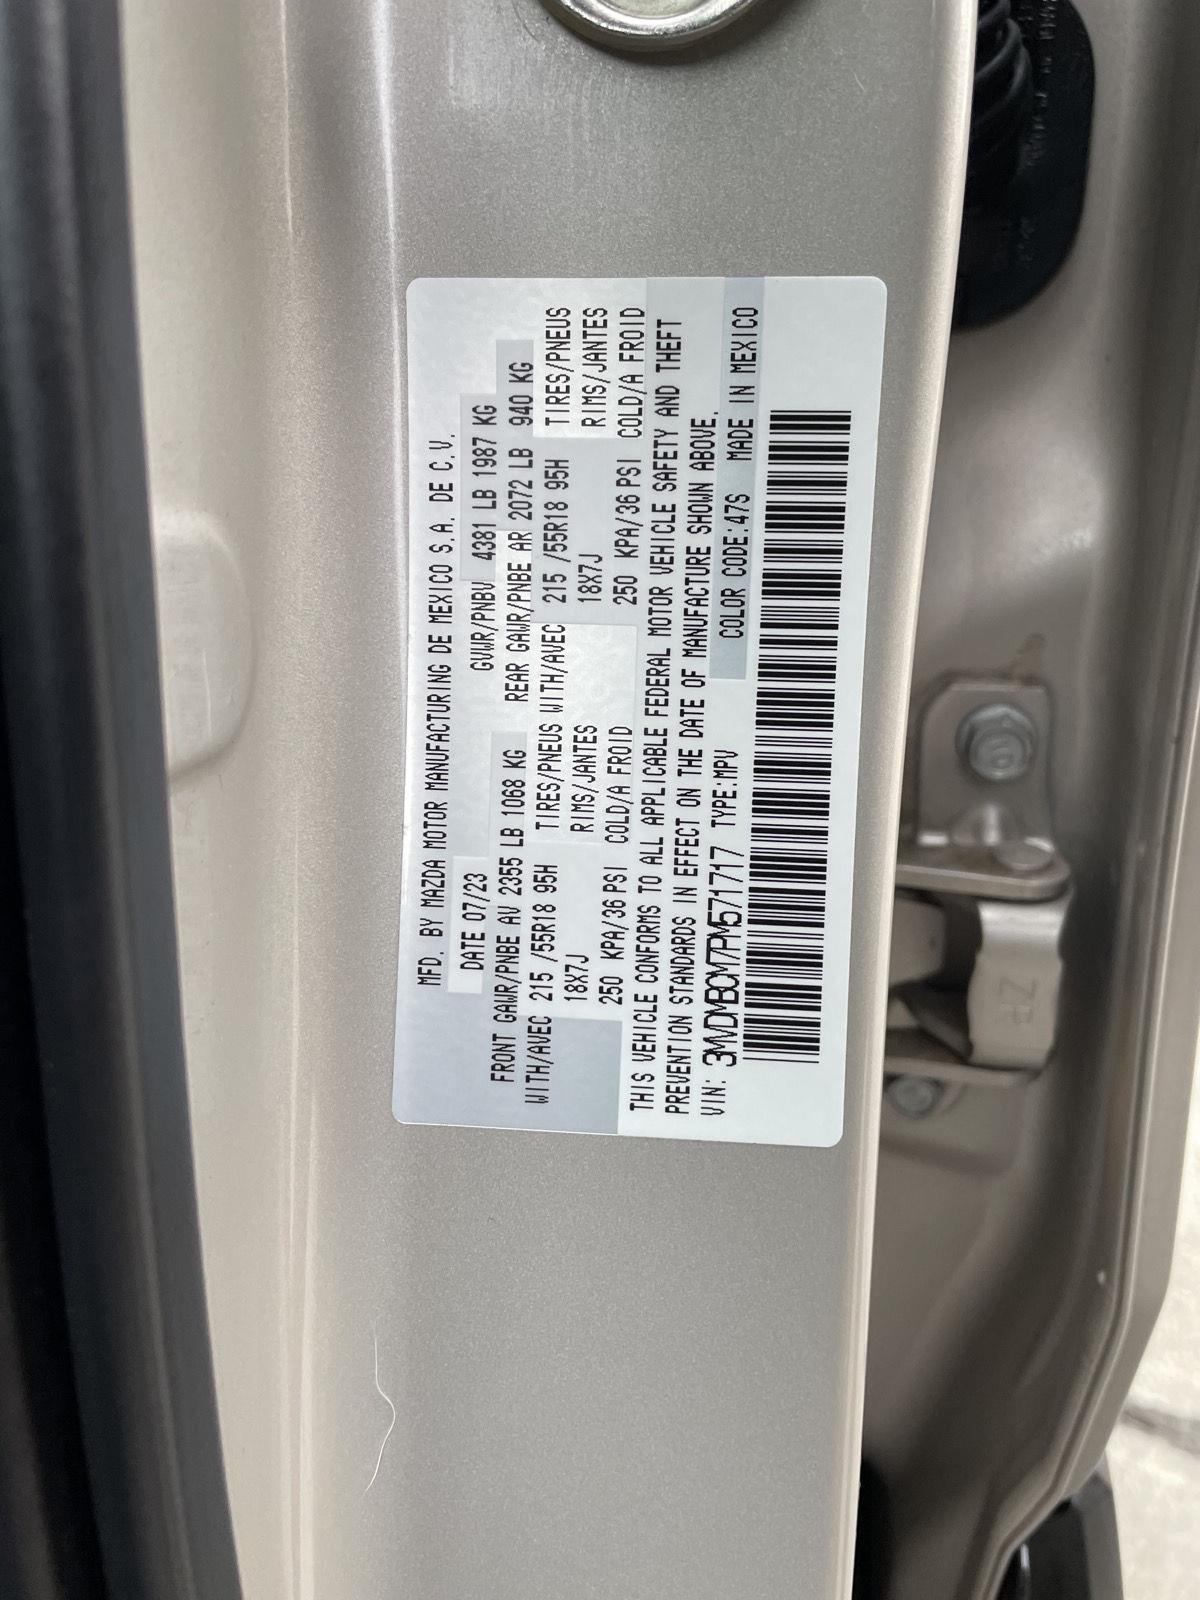 MFD. BY MAZDA MOTOR MANUFACTURING DE MEXICO S.A. DE C.V.
DATE 07/23 GVWR/PNBV 4381 LB 1987 KG
FRONT GAWR/PNBE AV 2355 LB 1068 KG REAR GAWR/PNBE AR 2072 LB 940 KG
WITH/AVEC 215 /55R18 95H TIRES/PNEUS WITH/AVEC 215 /55R18 95H TIRES/PNEUS
18X7J RIMS/JANTES 18X7J RIMS/JANTES
250 KPA/36 PSI COLD/A FROID 250 KPA/36 PSI COLD/A FROID
THIS VEHICLE CONFORMS TO ALL APPLICABLE FEDERAL MOTOR VEHICLE SAFETY AND THEFT
PREVENTION STANDARDS IN EFFECT ON THE DATE OF MANUFACTURE SHOWN ABOVE.
VIN: 3MVDMBCM7PM571717 TYPE:MPV COLOR CODE:47S MADE IN MEXICO
ZP